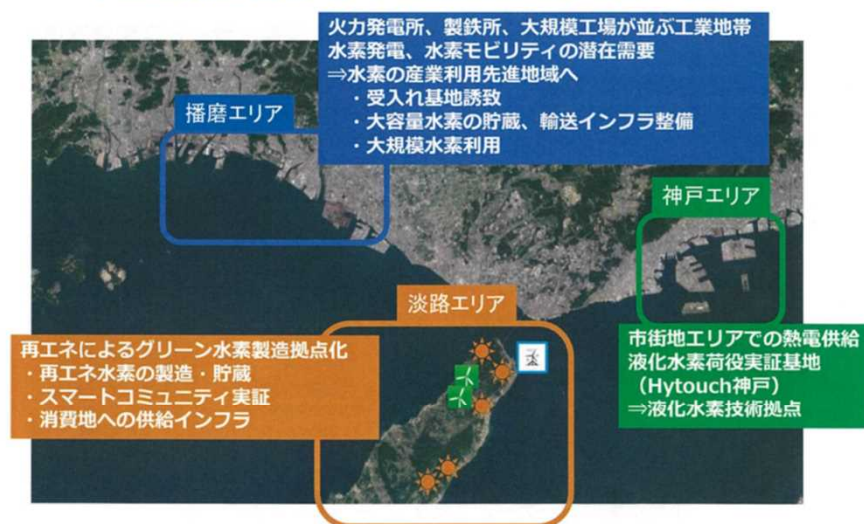 火力発電所、製鉄所、大規模工場が並ぶ工業地帯
水素発電、水素モビリティの潜在需要
⇒水素の産業利用先進地域へ
・受入れ基地誘致
・大容量水素の貯蔵、輸送インフラ整備
・大規模水素利用
播磨エリア
神戸エリア
淡路エリア
再エネによるグリーン水素製造拠点化
・再エネ水素の製造・貯蔵
・スマートコミュニティ実証
・消費地への供給インフラ
市街地エリアでの熱電供給
液化水素荷役実証基地
（Hytouch神戸）
⇒液化水素技術拠点